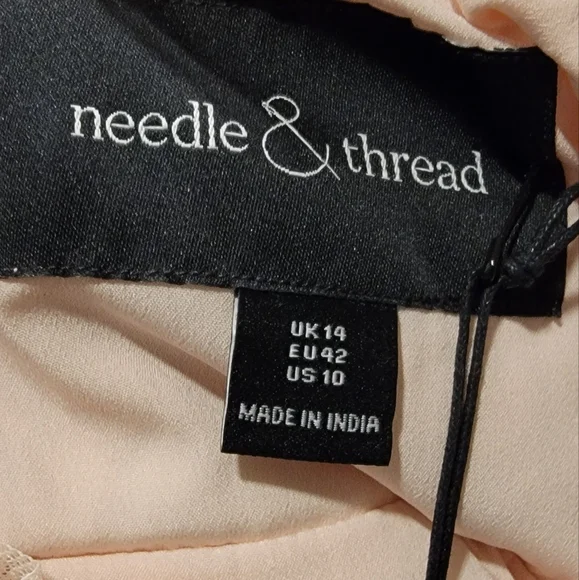 needle & thread
UK 14
EU 42
US 10
MADE IN INDIA